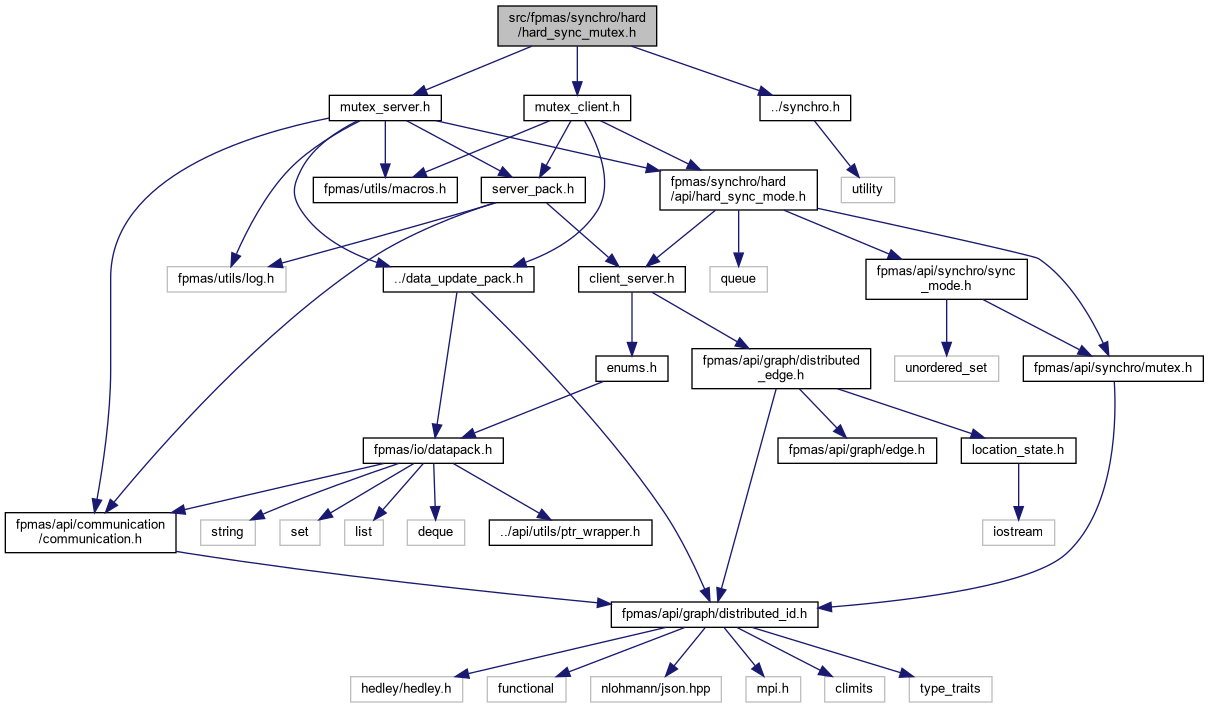 src/fpmas/synchro/hard
/hard_sync_mutex.h
mutex_server.h
mutex_client.h
../synchro.h
fpmas/utils/macros.h
server_pack.h
fpmas/synchro/hard
/api/hard_sync_mode.h
utility
fpmas/utils/log.h
../data_update_pack.h
client_server.h
queue
fpmas/api/synchro/sync
_mode.h
enums.h
fpmas/api/graph/distributed
_edge.h
unordered_set
fpmas/api/synchro/mutex.h
fpmas/io/datapack.h
fpmas/api/graph/edge.h
location_state.h
fpmas/api/communication
/communication.h
string
set
list
deque
../api/utils/ptr_wrapper.h
iostream
fpmas/api/graph/distributed_id.h
hedley/hedley.h
functional
nlohmann/json.hpp
mpi.h
climits
type_traits